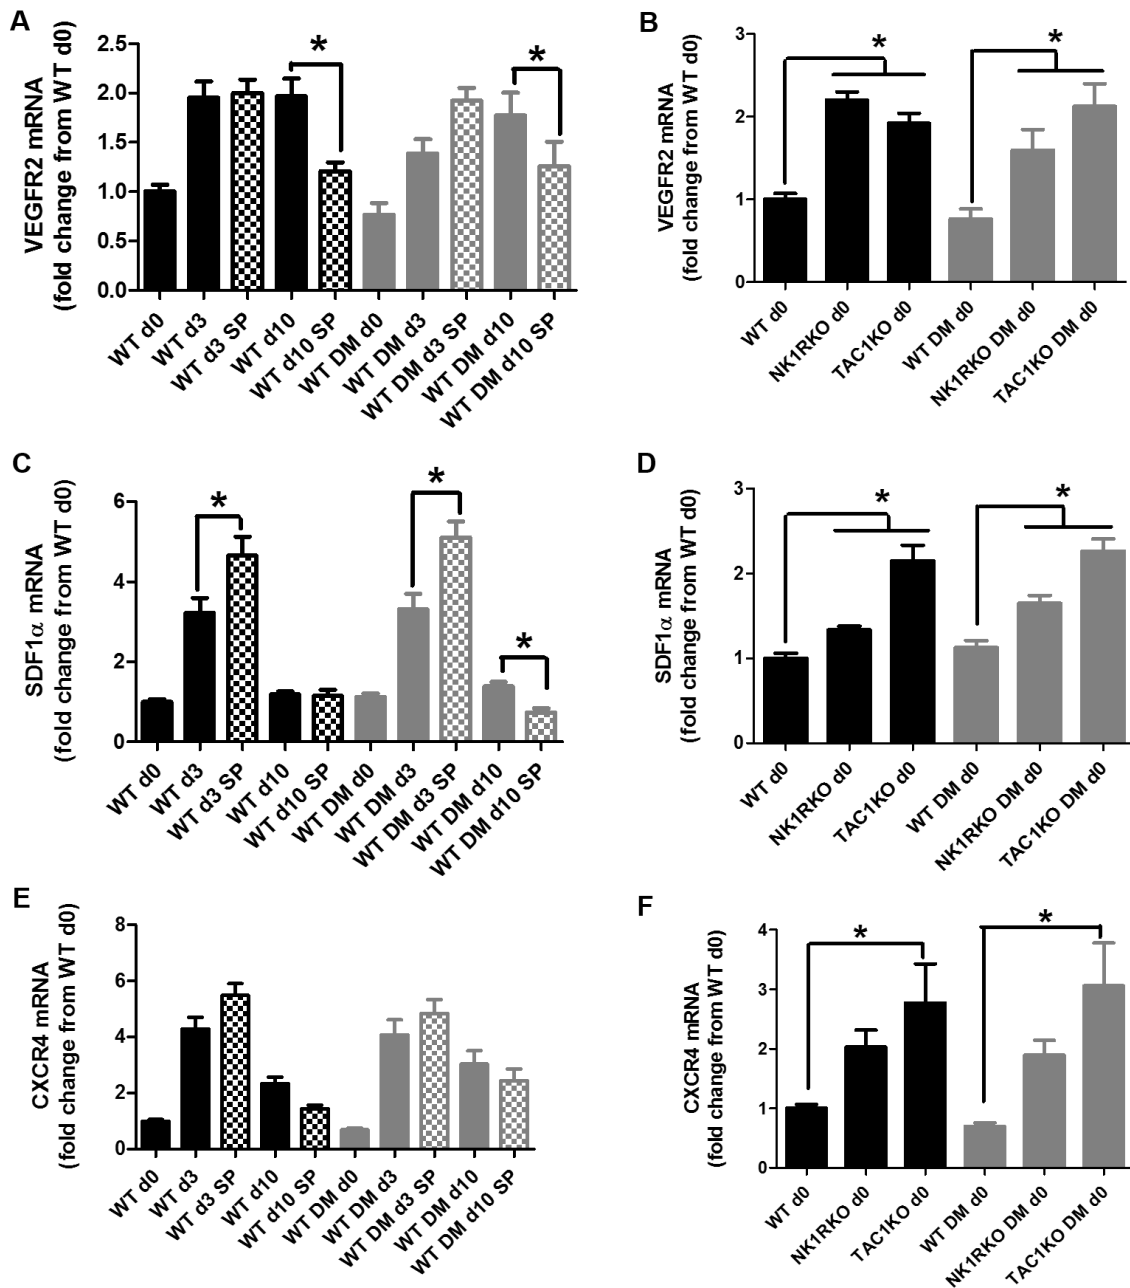 A
VEGFR2 mRNA
(fold change from WT d0)
2.5
2.0
1.5
1.0
0.5
0.0
*
*
WT d0
WT d3
WT d3 SP
WT d10
WT d10 SP
WT DM d0
WT DM d3
WT DM d3 SP
WT DM d10
WT DM d10 SP
B
VEGFR2 mRNA
(fold change from WT d0)
3
2
1
0
*
*
WT d0
NK1RKO d0
TAC1KO d0
WT DM d0
NK1RKO DM d0
TAC1KO DM d0
C
SDF1α mRNA
(fold change from WT d0)
6
4
2
0
*
*
*
WT d0
WT d3
WT d3 SP
WT d10
WT d10 SP
WT DM d0
WT DM d3
WT DM d3 SP
WT DM d10
WT DM d10 SP
D
SDF1α mRNA
(fold change from WT d0)
3
2
1
0
*
*
WT d0
NK1RKO d0
TAC1KO d0
WT DM d0
NK1RKO DM d0
TAC1KO DM d0
E
CXCR4 mRNA
(fold change from WT d0)
8
6
4
2
0
WT d0
WT d3
WT d3 SP
WT d10
WT d10 SP
WT DM d0
WT DM d3
WT DM d3 SP
WT DM d10
WT DM d10 SP
F
CXCR4 mRNA
(fold change from WT d0)
4
3
2
1
0
*
*
WT d0
NK1RKO d0
TAC1KO d0
WT DM d0
NK1RKO DM d0
TAC1KO DM d0